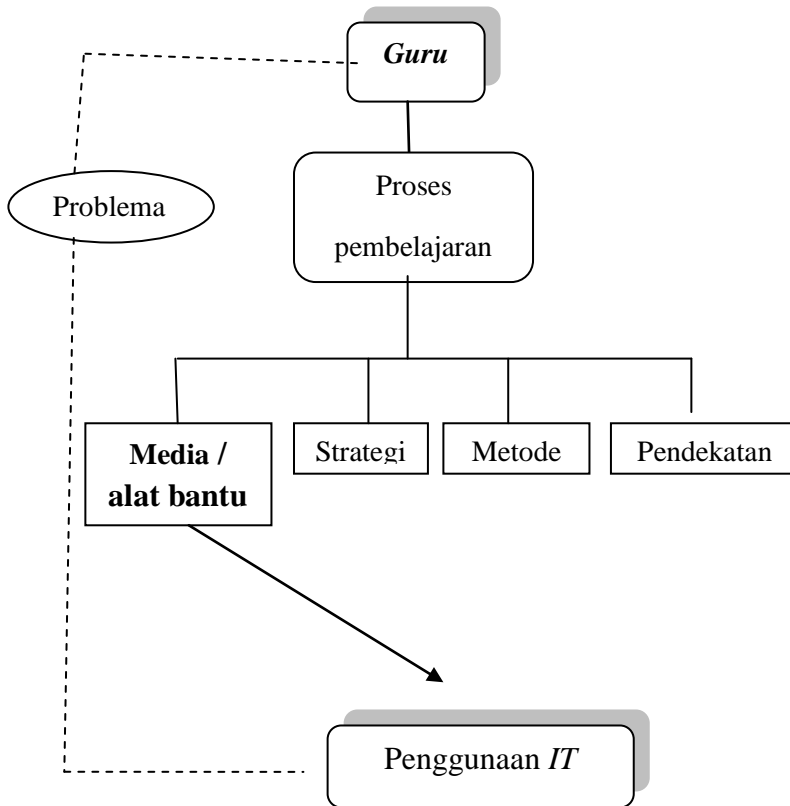 Guru
Proses
pembelajaran
Problema
Media /
alat bantu
Strategi
Metode
Pendekatan
Penggunaan IT